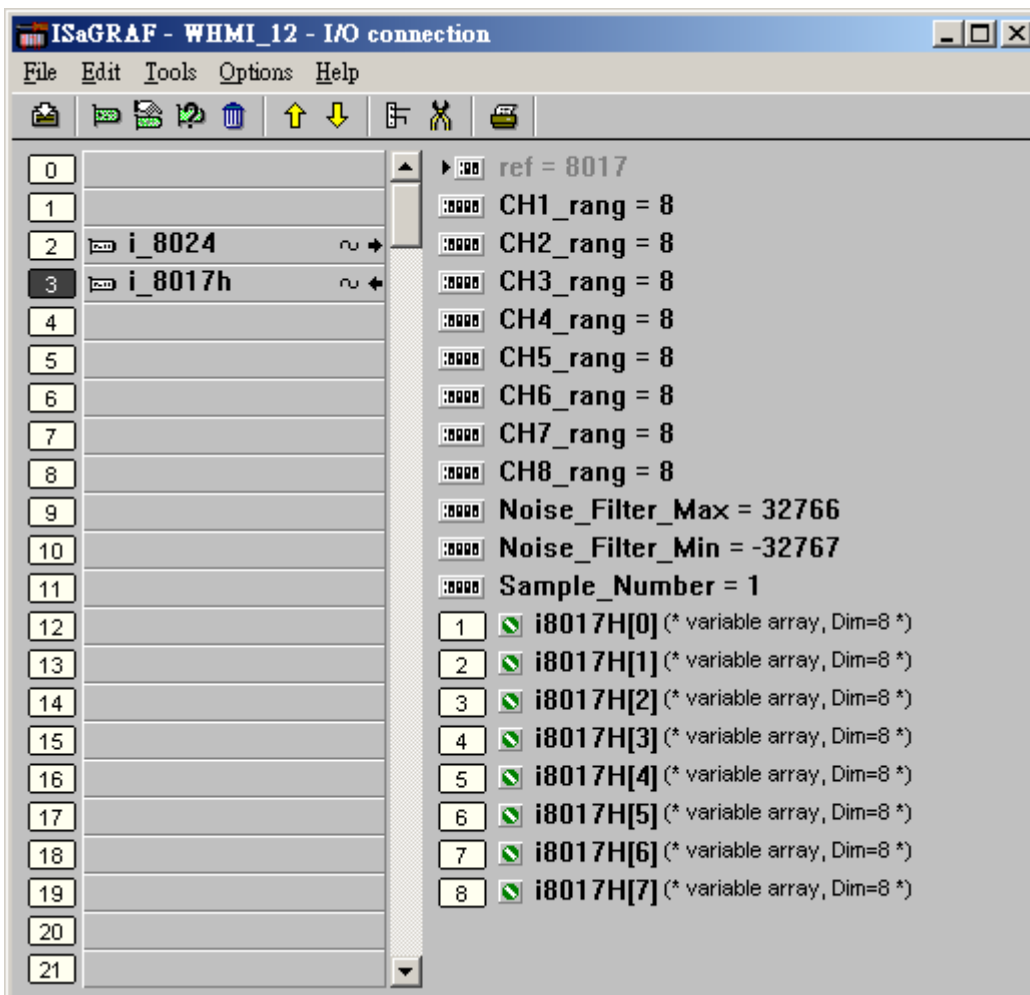 ISaGRAF - WHMI_12 - I/O connection
File Edit Tools Options Help
0
1
2 i_8024
3 i_8017h
4
5
6
7
8
9
10
11
12
13
14
15
16
17
18
19
20
21
ref = 8017
CH1_rang = 8
CH2_rang = 8
CH3_rang = 8
CH4_rang = 8
CH5_rang = 8
CH6_rang = 8
CH7_rang = 8
CH8_rang = 8
Noise_Filter_Max = 32766
Noise_Filter_Min = -32767
Sample_Number = 1
1 i8017H[0] (* variable array, Dim=8 *)
2 i8017H[1] (* variable array, Dim=8 *)
3 i8017H[2] (* variable array, Dim=8 *)
4 i8017H[3] (* variable array, Dim=8 *)
5 i8017H[4] (* variable array, Dim=8 *)
6 i8017H[5] (* variable array, Dim=8 *)
7 i8017H[6] (* variable array, Dim=8 *)
8 i8017H[7] (* variable array, Dim=8 *)